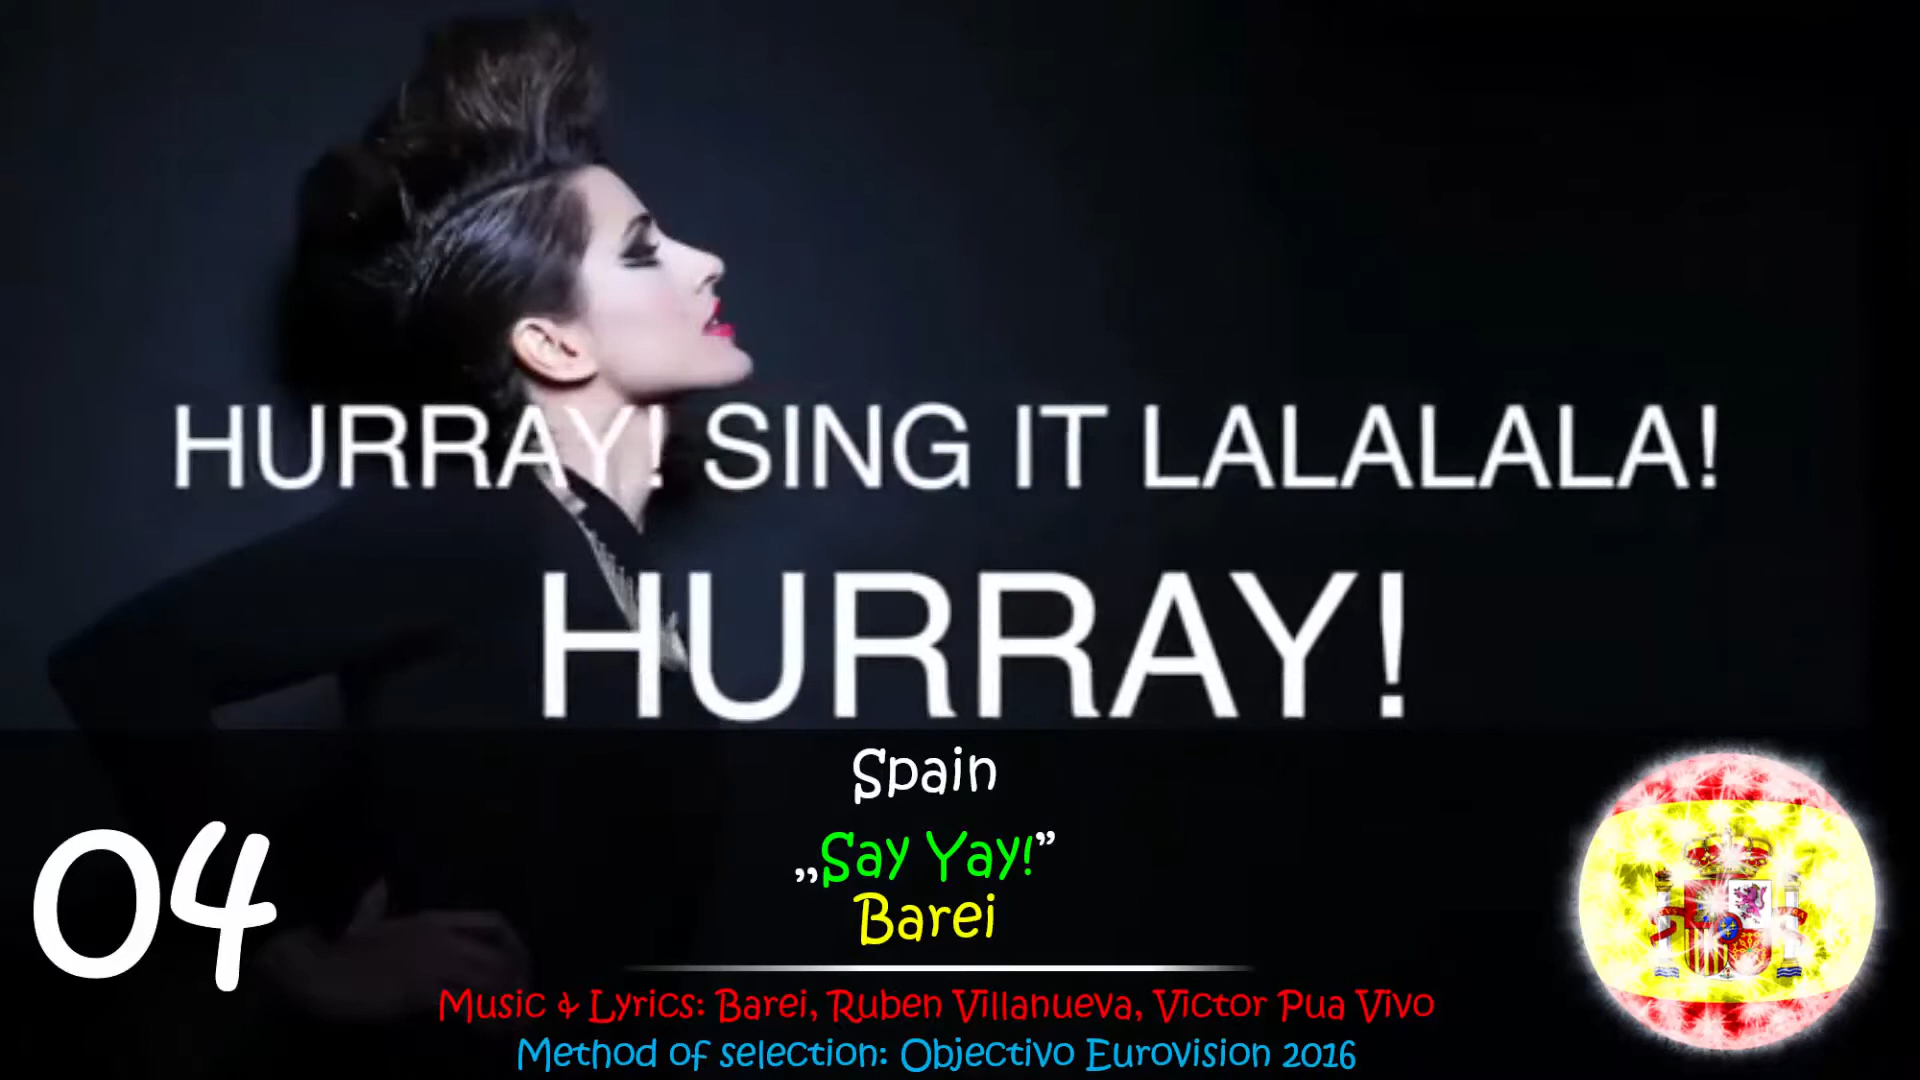 HURRAY! SING IT LALALALA!
HURRAY!
Spain
04
„Say Yay!”
Barei
Music & Lyrics: Barei, Ruben Villanueva, Victor Pua Vivo
Method of selection: Objectivo Eurovision 2016